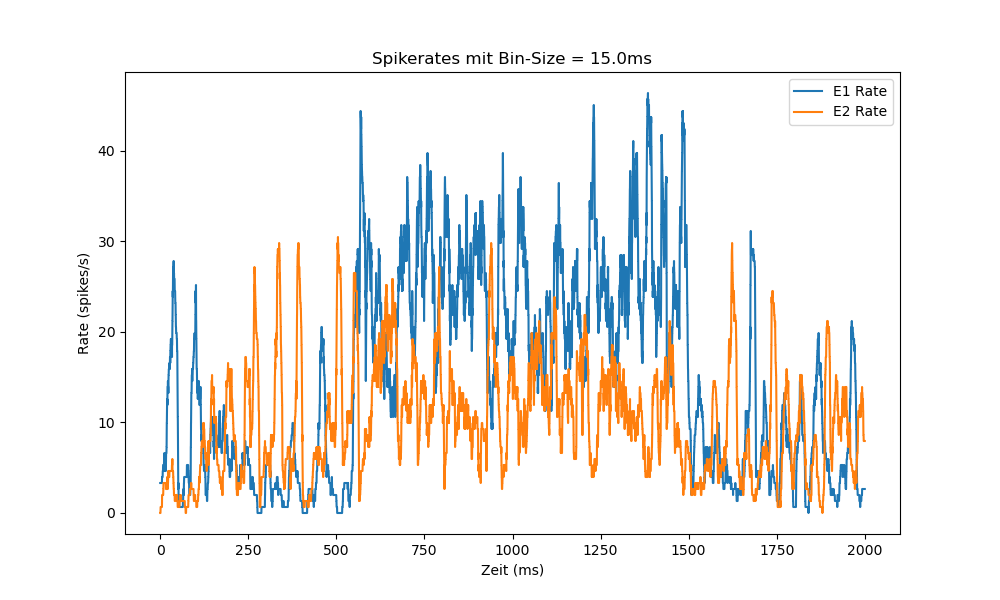 Spikerates mit Bin-Size = 15.0ms
E1 Rate
E2 Rate
Rate (spikes/s)
40
30
20
10
0
0 250 500 750 1000 1250 1500 1750 2000
Zeit (ms)